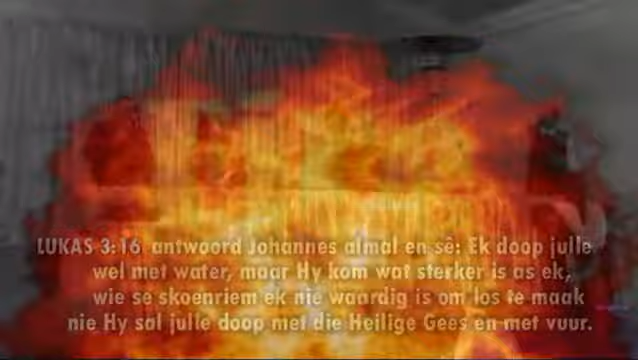 LUKAS 3:16 antwoord Johannes almal en sê: Ek doop julle
wel met water, maar Hy kom wat sterker is as ek,
wie se skoenriem ek nie waardig is om los te maak
nie Hy sal julle doop met die Heilige Gees en met vuur.